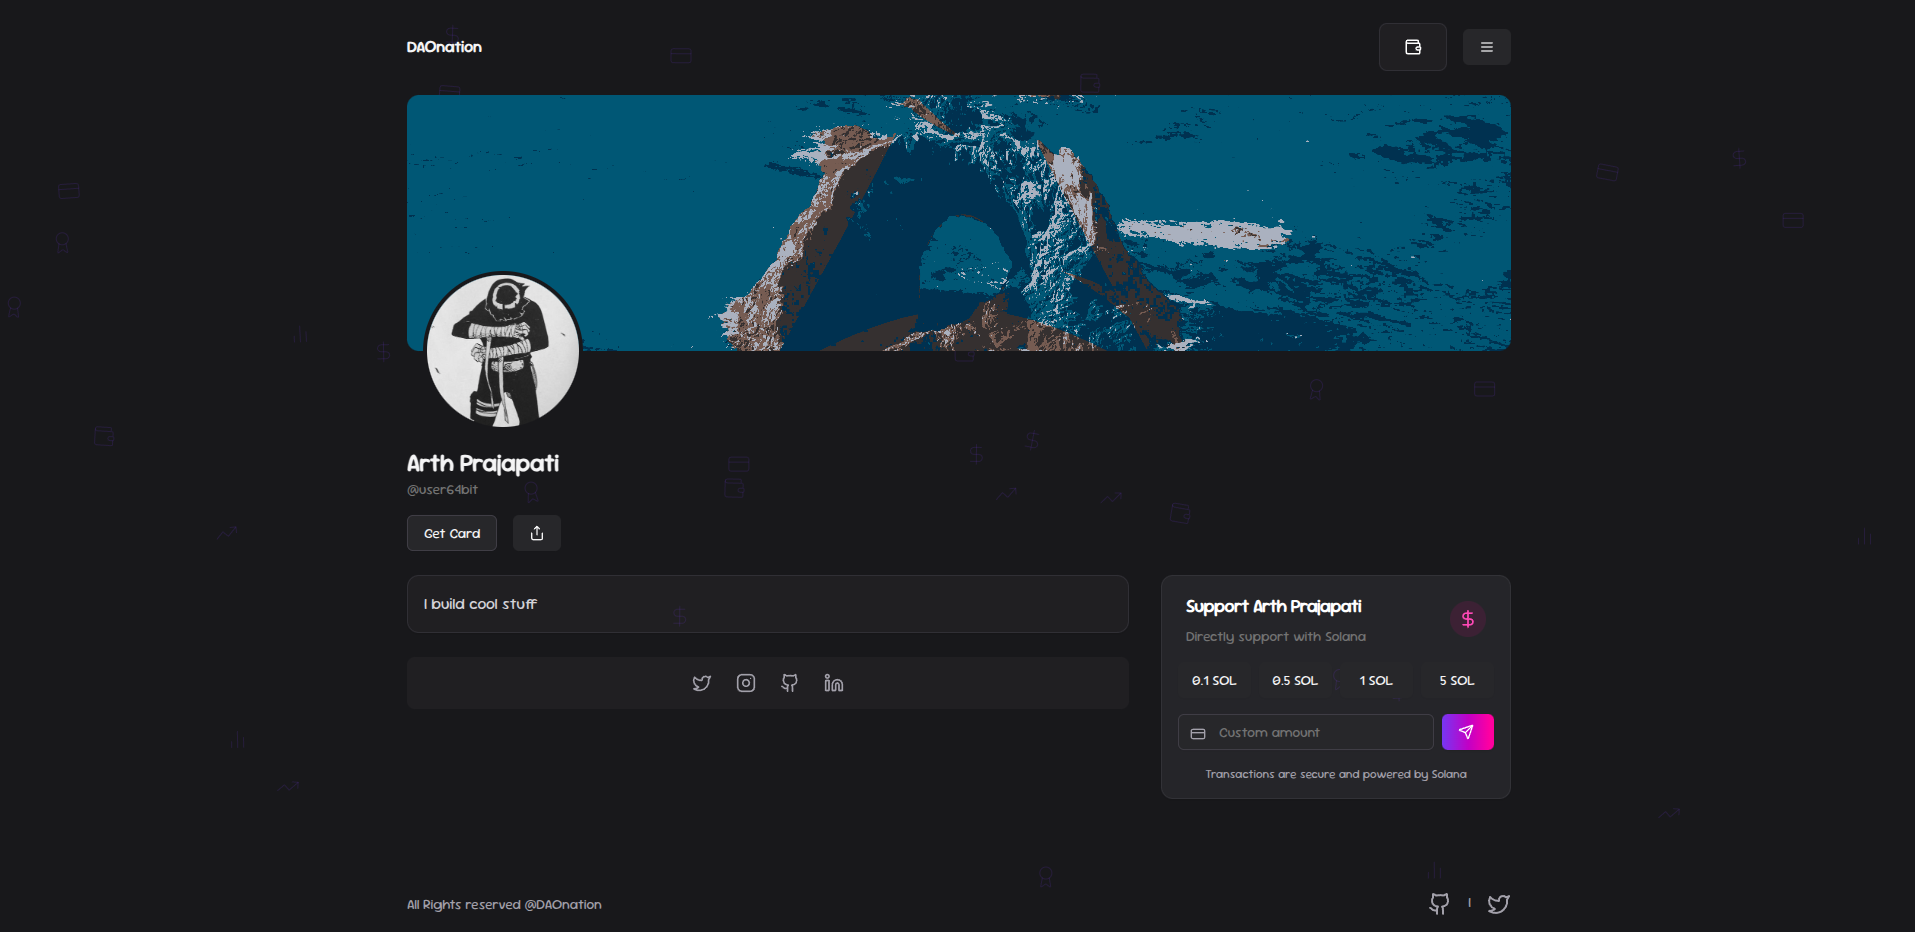 DAOnation
Arth Prajapati
@user64bit
Get Card
I build cool stuff
Support Arth Prajapati
Directly support with Solana
0.1 SOL
0.5 SOL
1 SOL
5 SOL
Custom amount
Transactions are secure and powered by Solana
All Rights reserved @DAOnation